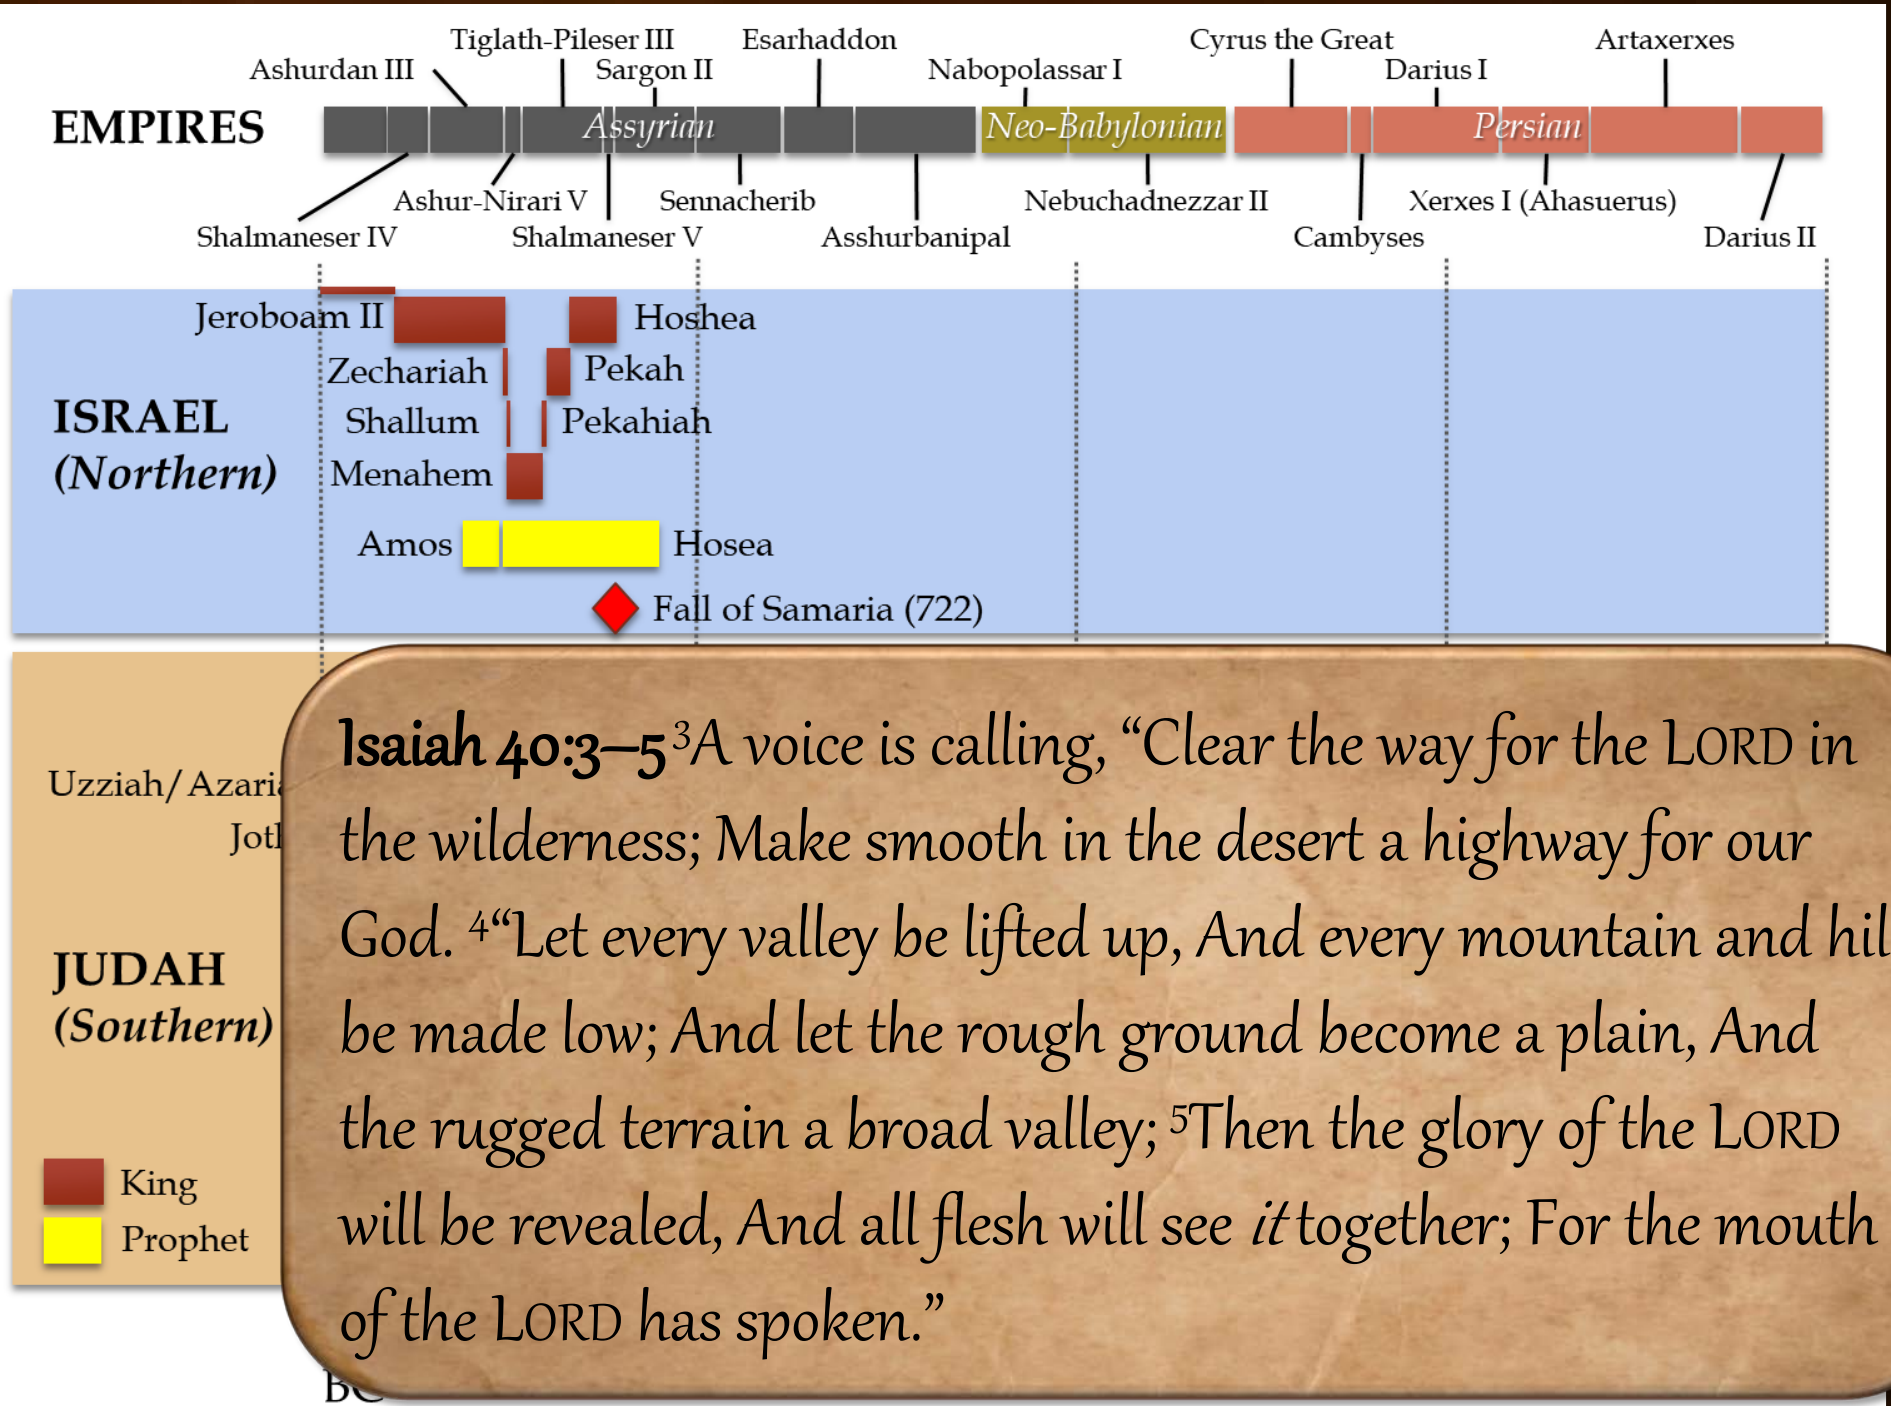 Tiglath-Pileser III Esarhaddon Cyrus the Great Artaxerxes
Ashurdan III Sargon II Nabopolassar I Darius I
EMPIRES Assyrian Neo-Babylonian Persian
Ashur-Nirari V Sennacherib Nebuchadnezzar II Xerxes I (Ahasuerus)
Shalmaneser IV Shalmaneser V Asshurbanipal Cambyses Darius II
Jeroboam II Hoshea
Zechariah Pekah
ISRAEL
Shallum Pekahiah
(Northern)
Menahem
Amos Hosea
Fall of Samaria (722)
Uzziah/Azaria
Joth
JUDAH
(Southern)
King
Prophet
Isaiah 40:3–5 3A voice is calling, “Clear the way for the LORD in
the wilderness; Make smooth in the desert a highway for our
God. 4“Let every valley be lifted up, And every mountain and hil
be made low; And let the rough ground become a plain, And
the rugged terrain a broad valley; 5Then the glory of the LORD
will be revealed, And all flesh will see it together; For the mouth
of the LORD has spoken.”
BC